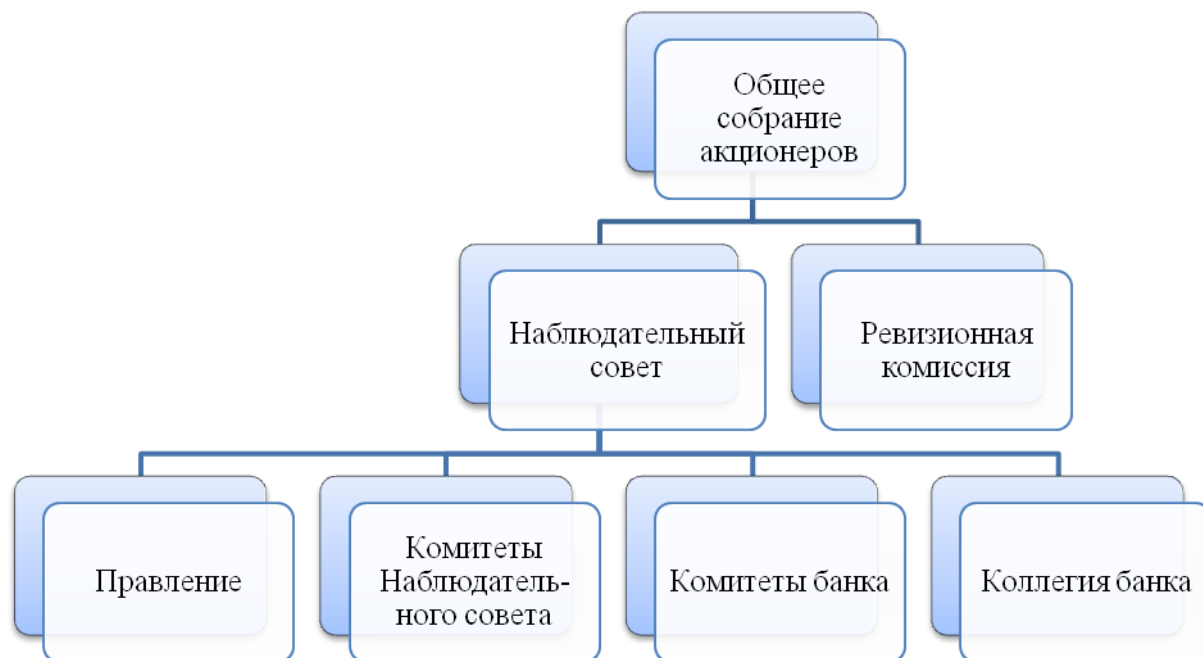 Общее
собрание
акционеров
Наблюдательный
совет
Ревизионная
комиссия
Правление
Комитеты
Наблюдатель-
ного совета
Комитеты банка
Коллегия банка